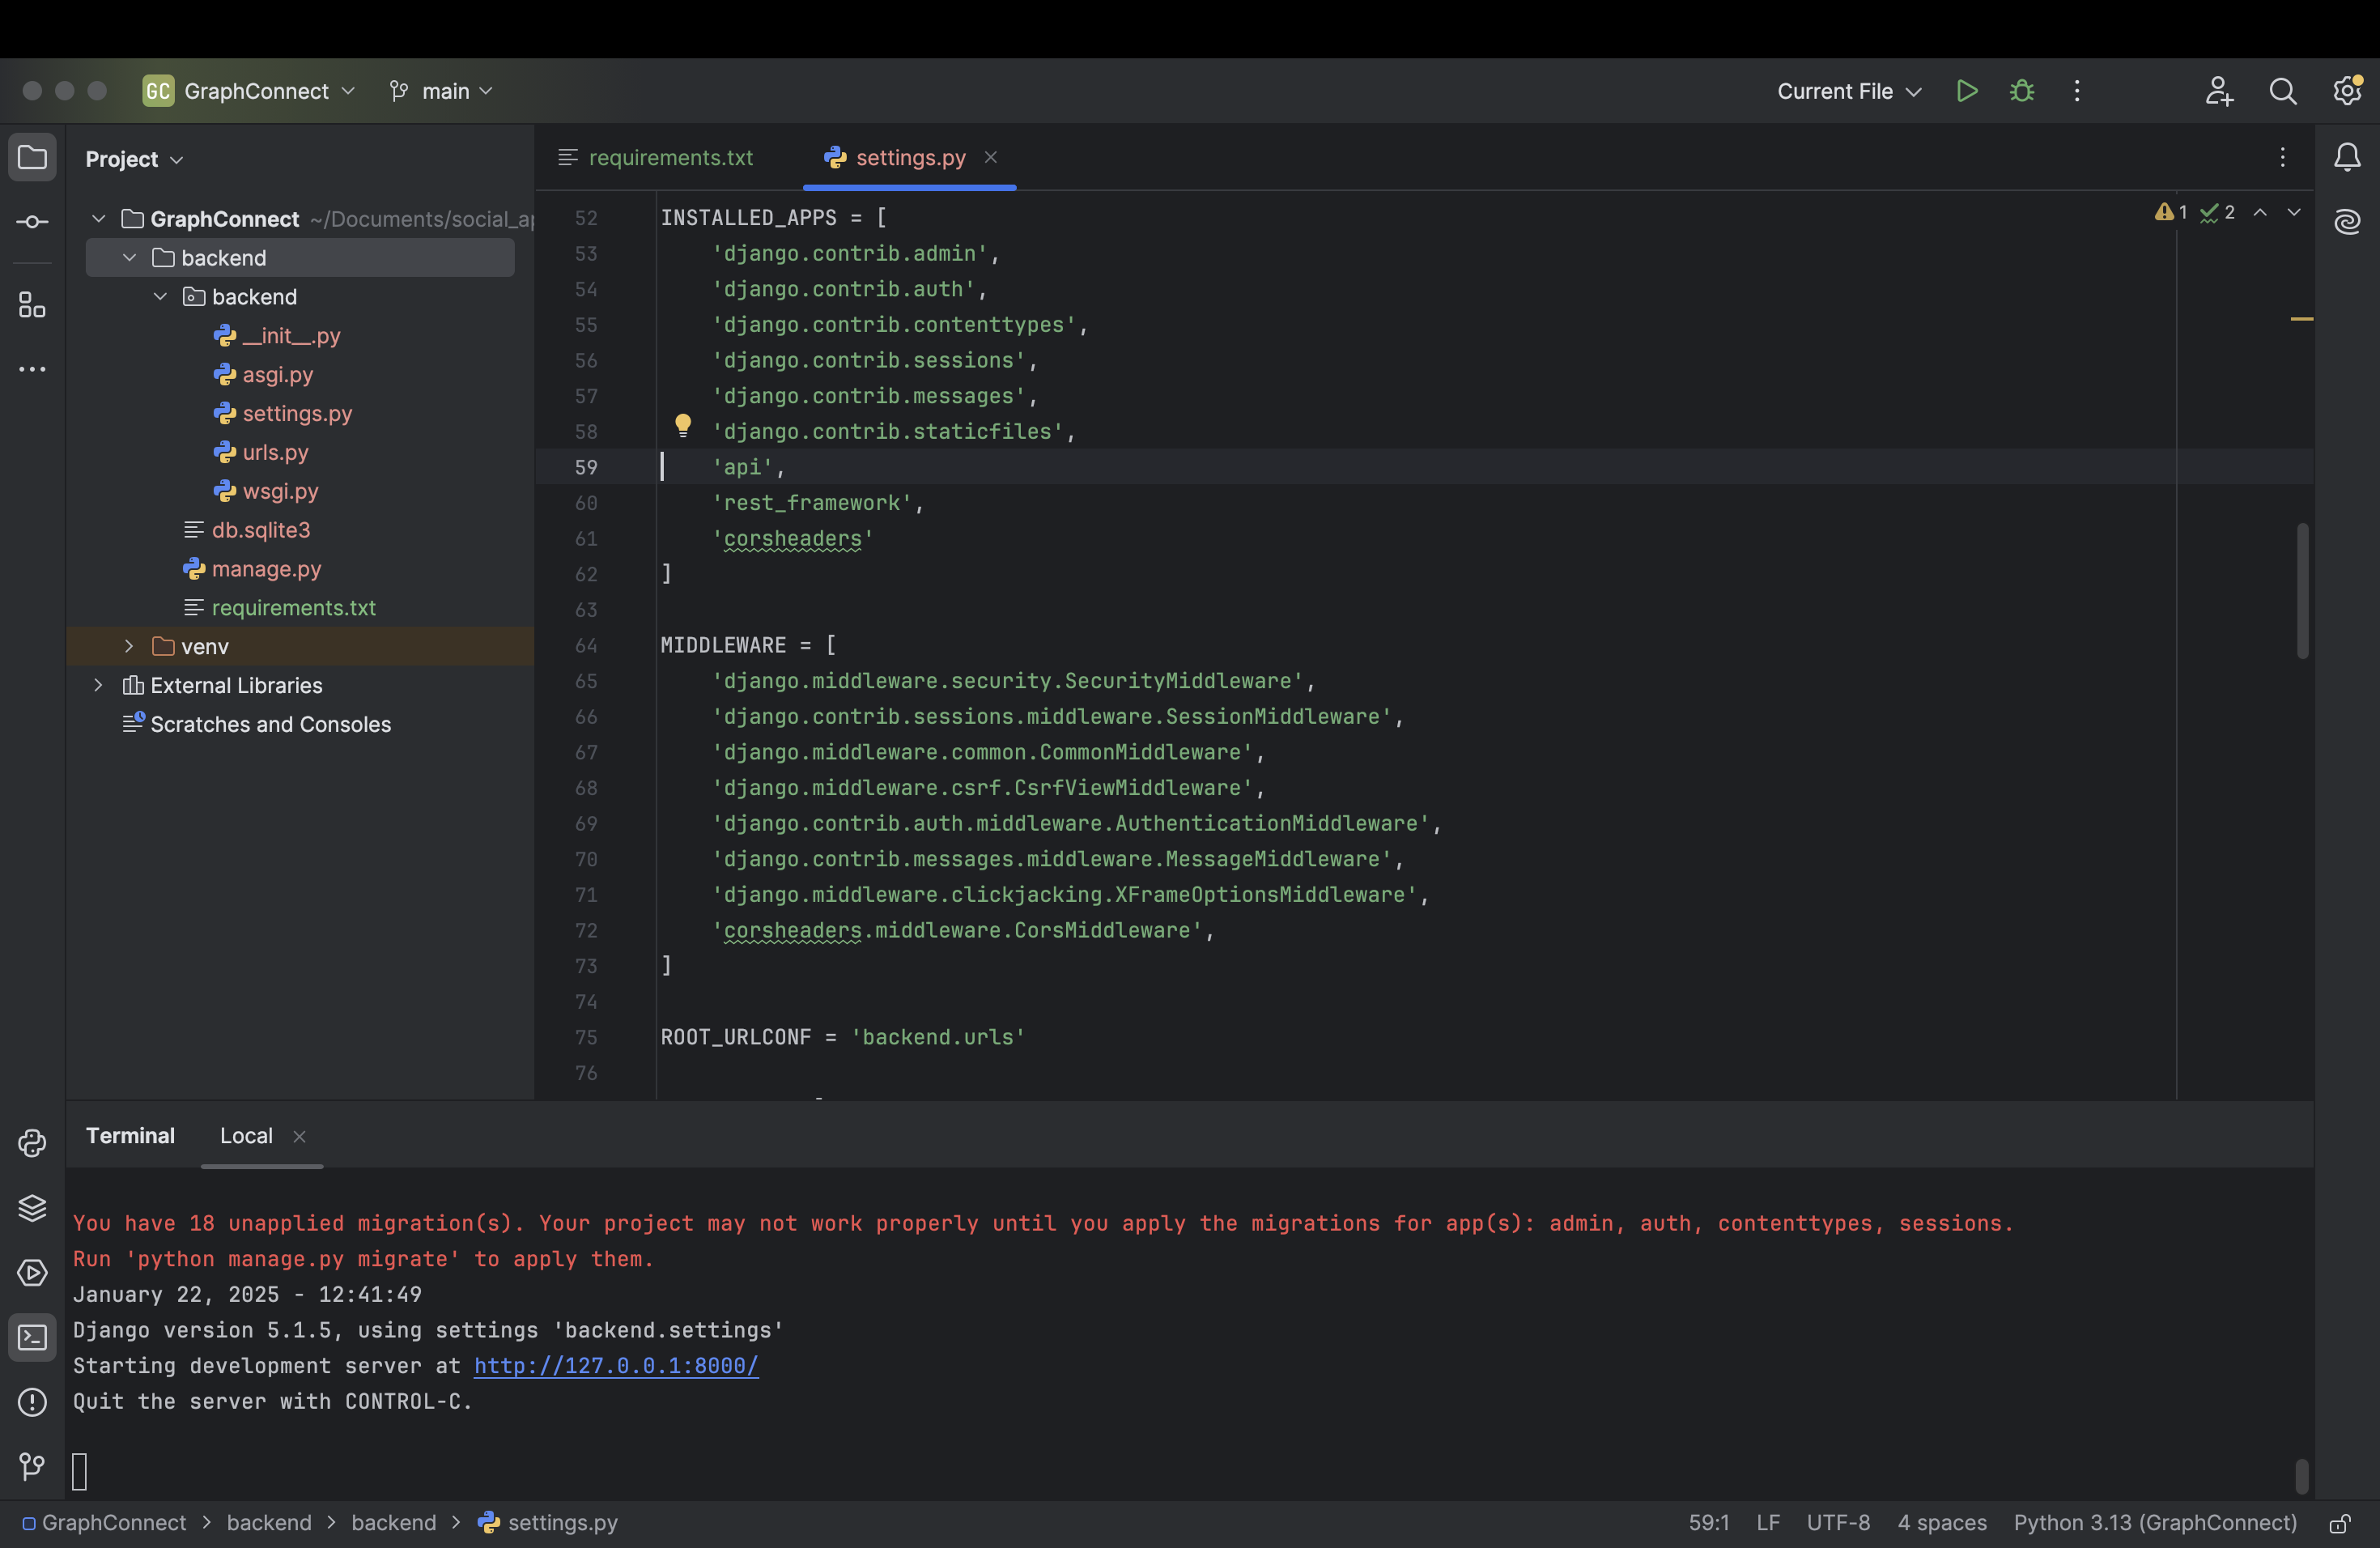 GC GraphConnect main Current File
Project
requirements.txt settings.py
GraphConnect ~/Documents/social_ap
backend
backend
__init__.py
asgi.py
settings.py
urls.py
wsgi.py
db.sqlite3
manage.py
requirements.txt
venv
External Libraries
Scratches and Consoles
1 2
52 INSTALLED_APPS = [
53 'django.contrib.admin',
54 'django.contrib.auth',
55 'django.contrib.contenttypes',
56 'django.contrib.sessions',
57 'django.contrib.messages',
58 'django.contrib.staticfiles',
59 'api',
60 'rest_framework',
61 'corsheaders'
62 ]
63
64 MIDDLEWARE = [
65 'django.middleware.security.SecurityMiddleware',
66 'django.contrib.sessions.middleware.SessionMiddleware',
67 'django.middleware.common.CommonMiddleware',
68 'django.middleware.csrf.CsrfViewMiddleware',
69 'django.contrib.auth.middleware.AuthenticationMiddleware',
70 'django.contrib.messages.middleware.MessageMiddleware',
71 'django.middleware.clickjacking.XFrameOptionsMiddleware',
72 'corsheaders.middleware.CorsMiddleware',
73 ]
74
75 ROOT_URLCONF = 'backend.urls'
76
Terminal Local
You have 18 unapplied migration(s). Your project may not work properly until you apply the migrations for app(s): admin, auth, contenttypes, sessions.
Run 'python manage.py migrate' to apply them.
January 22, 2025 - 12:41:49
Django version 5.1.5, using settings 'backend.settings'
Starting development server at http://127.0.0.1:8000/
Quit the server with CONTROL-C.
GraphConnect > backend > backend > settings.py 59:1 LF UTF-8 4 spaces Python 3.13 (GraphConnect)